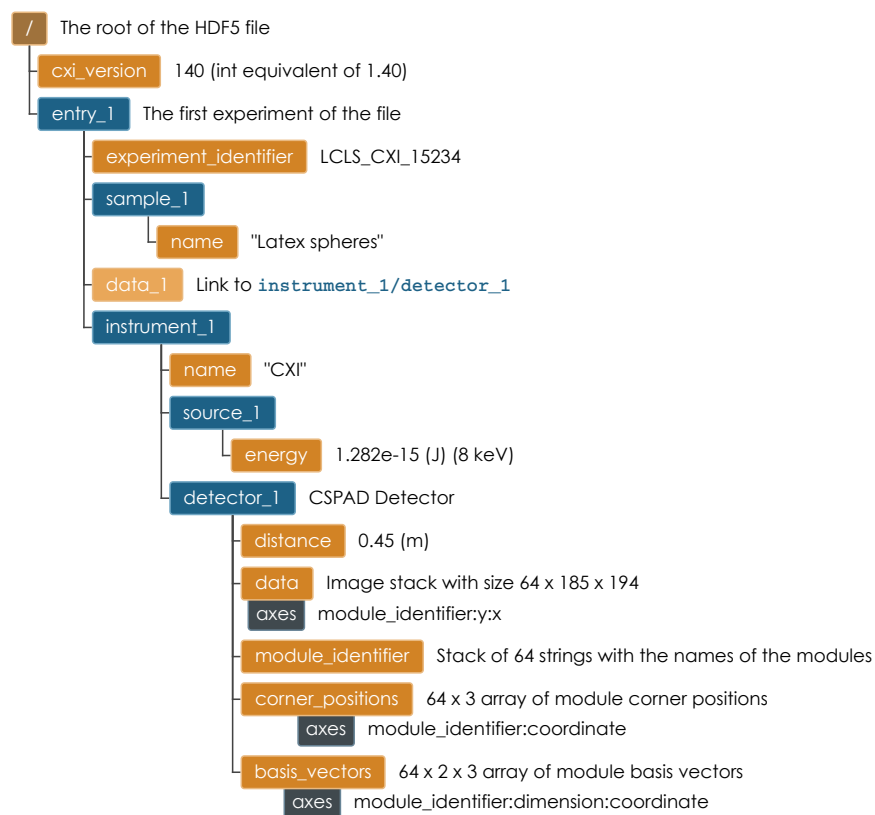 / The root of the HDF5 file
cxi_version 140 (int equivalent of 1.40)
entry_1 The first experiment of the file
experiment_identifier LCLS_CXI_15234
sample_1
name "Latex spheres"
data_1 Link to instrument_1/detector_1
instrument_1
name "CXI"
source_1
energy 1.282e-15 (J) (8 keV)
detector_1 CSPAD Detector
distance 0.45 (m)
data Image stack with size 64 x 185 x 194
axes module_identifier:y:x
module_identifier Stack of 64 strings with the names of the modules
corner_positions 64 x 3 array of module corner positions
axes module_identifier:coordinate
basis_vectors 64 x 2 x 3 array of module basis vectors
axes module_identifier:dimension:coordinate